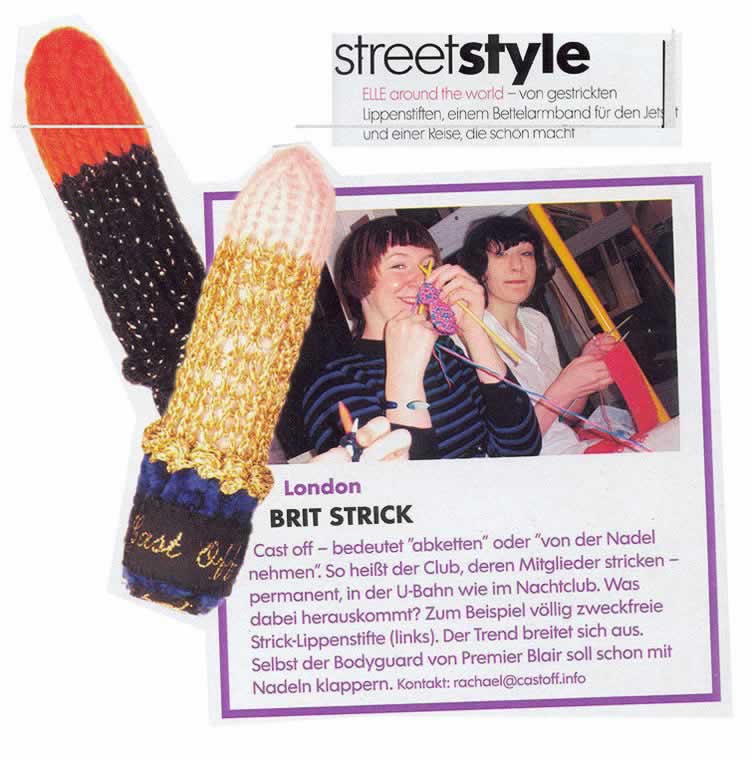 streetstyle
ELLE around the world – von gestrickten
Lippenstiften, einem Bettelarmband für den Jetset
und einer Reise, die schön macht
London
BRIT STRICK
Cast off – bedeutet "abketten" oder "von der Nadel
nehmen". So heißt der Club, deren Mitglieder stricken –
permanent, in der U-Bahn wie im Nachtclub. Was
dabei herauskommt? Zum Beispiel völlig zweckfreie
Strick-Lippenstifte (links). Der Trend breitet sich aus.
Selbst der Bodyguard von Premier Blair soll schon mit
Nadeln klappern. Kontakt: rachael@castoff.info
Cast Off